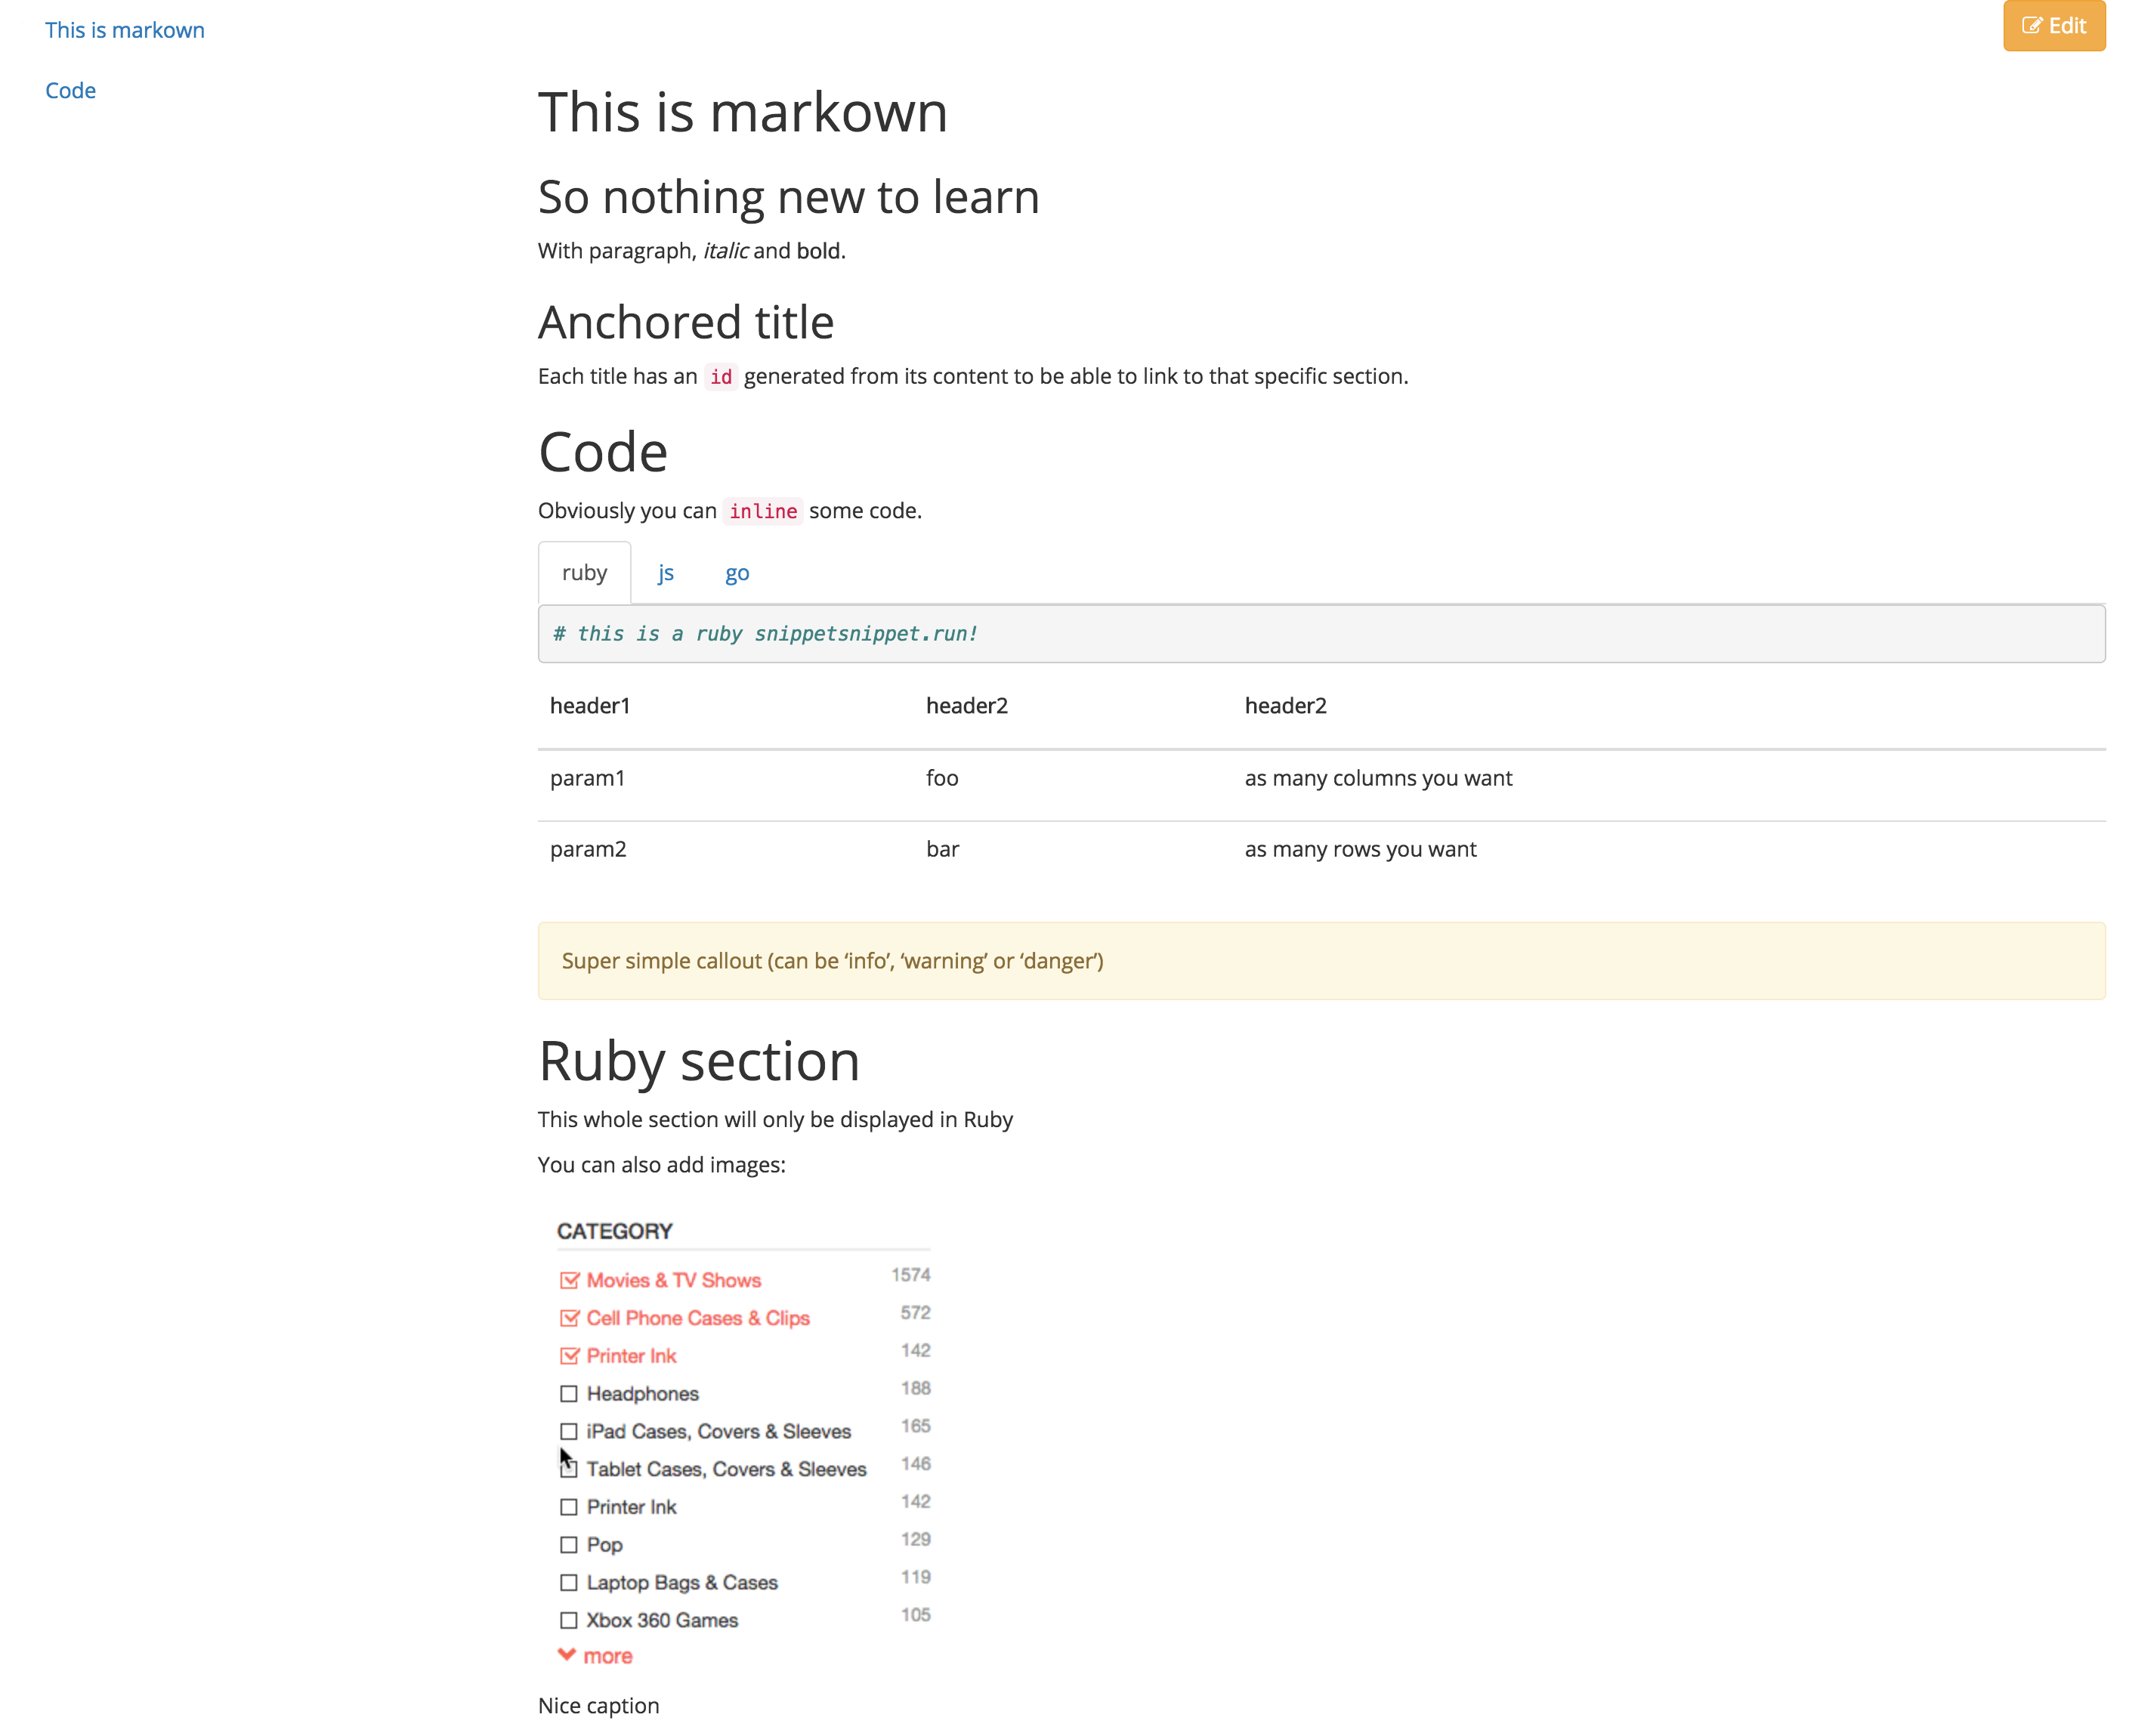 This is markown
Edit
Code
This is markown
So nothing new to learn
With paragraph, italic and bold.
Anchored title
Each title has an id generated from its content to be able to link to that specific section.
Code
Obviously you can inline some code.
ruby js go
# this is a ruby snippetsnippet.run!
header1 header2 header2
param1 foo as many columns you want
param2 bar as many rows you want
Super simple callout (can be ‘info’, ‘warning’ or ‘danger’)
Ruby section
This whole section will only be displayed in Ruby
You can also add images:
CATEGORY
Movies & TV Shows 1574
Cell Phone Cases & Clips 572
Printer Ink 142
Headphones 188
iPad Cases, Covers & Sleeves 165
Tablet Cases, Covers & Sleeves 146
Printer Ink 142
Pop 129
Laptop Bags & Cases 119
Xbox 360 Games 105
more
Nice caption